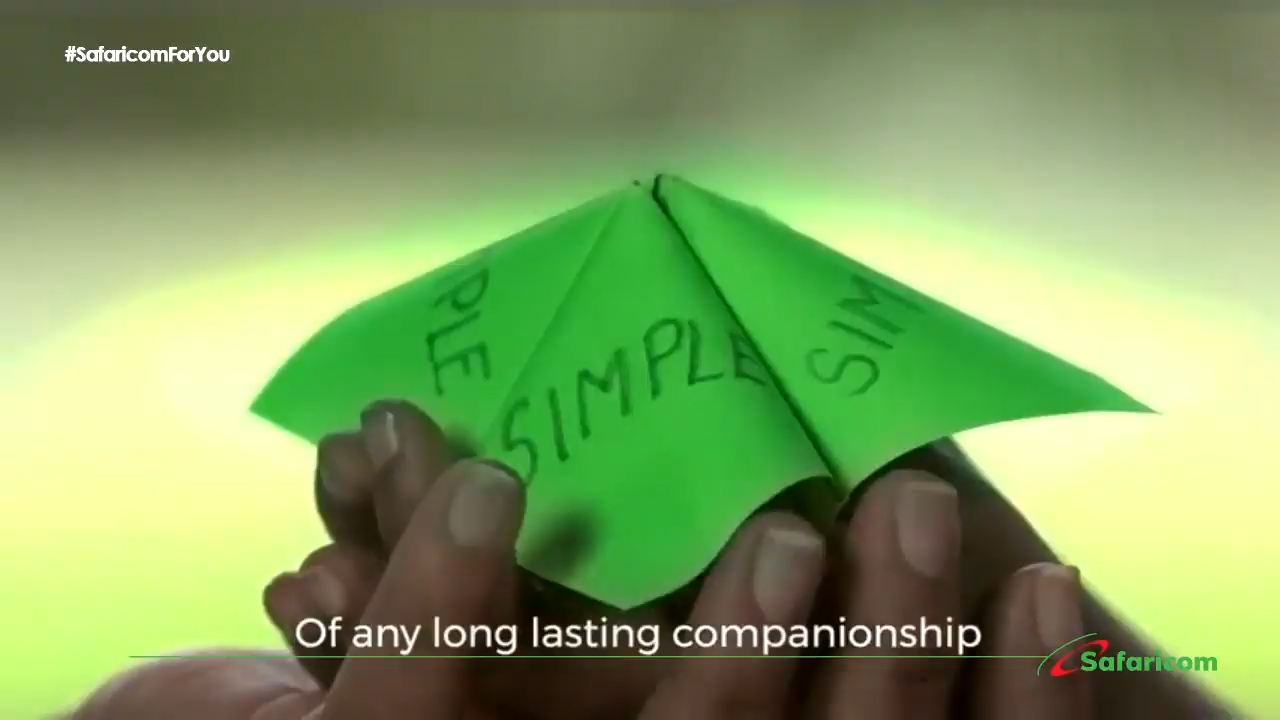 #SafaricomForYou
PLE
SIMPLE
SIM
Of any long lasting companionship
Safaricom